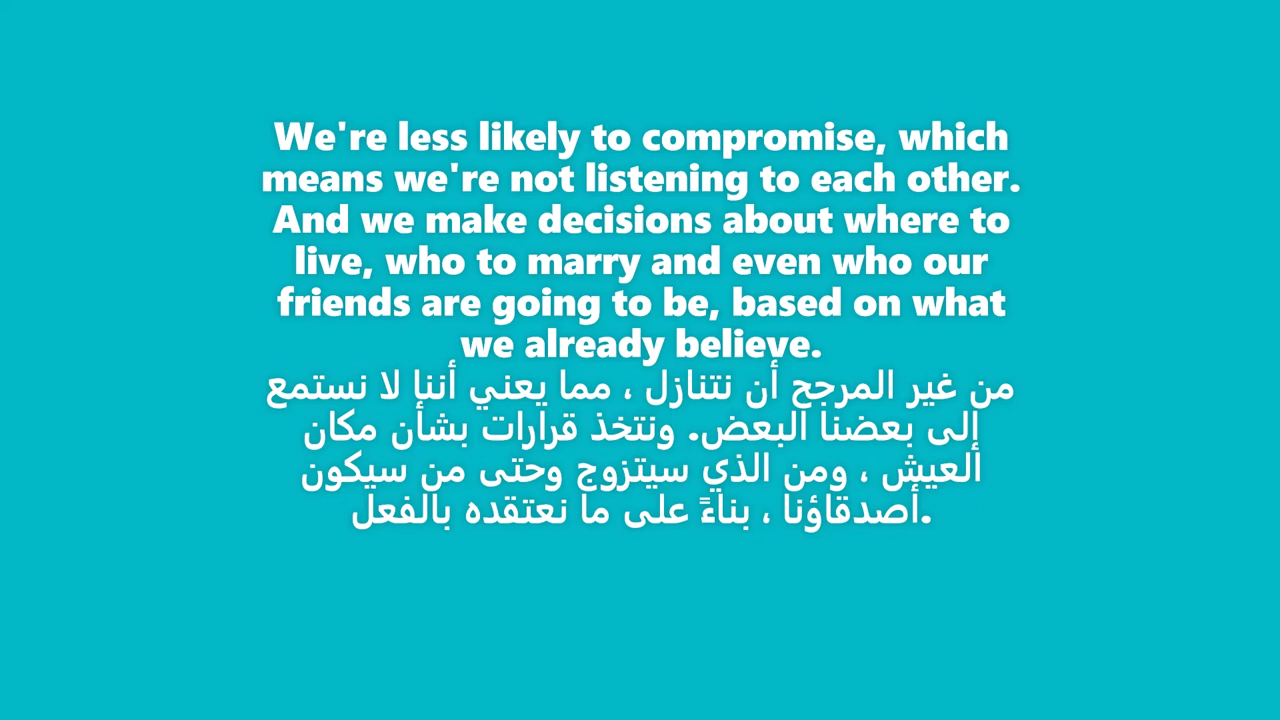 We're less likely to compromise, which
means we're not listening to each other.
And we make decisions about where to
live, who to marry and even who our
friends are going to be, based on what
we already believe.
من غير المرجح أن نتنازل ، مما يعني أننا لا نستمع
إلى بعضنا البعض. ونتخذ قرارات بشأن مكان
العيش ، ومن الذي سيتزوج وحتى من سيكون
أصدقاؤنا ، بناءً على ما نعتقده بالفعل.